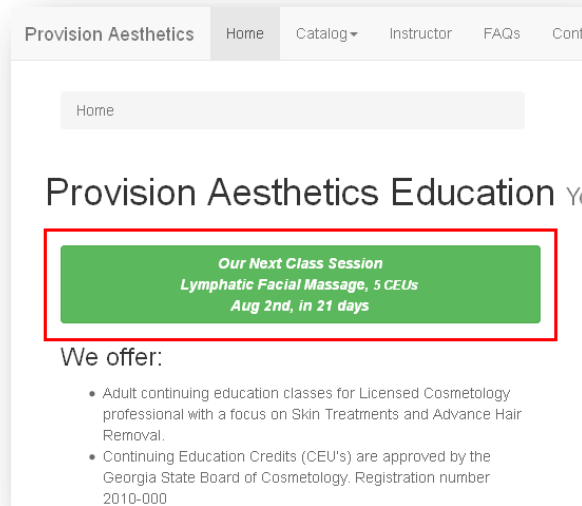 Provision Aesthetics Home Catalog Instructor FAQs
Home
Provision Aesthetics Education
Our Next Class Session
Lymphatic Facial Massage, 5 CEUs
Aug 2nd, in 21 days
We offer:
• Adult continuing education classes for Licensed Cosmetology
professional with a focus on Skin Treatments and Advance Hair
Removal.
• Continuing Education Credits (CEU's) are approved by the
Georgia State Board of Cosmetology. Registration number
2010-000